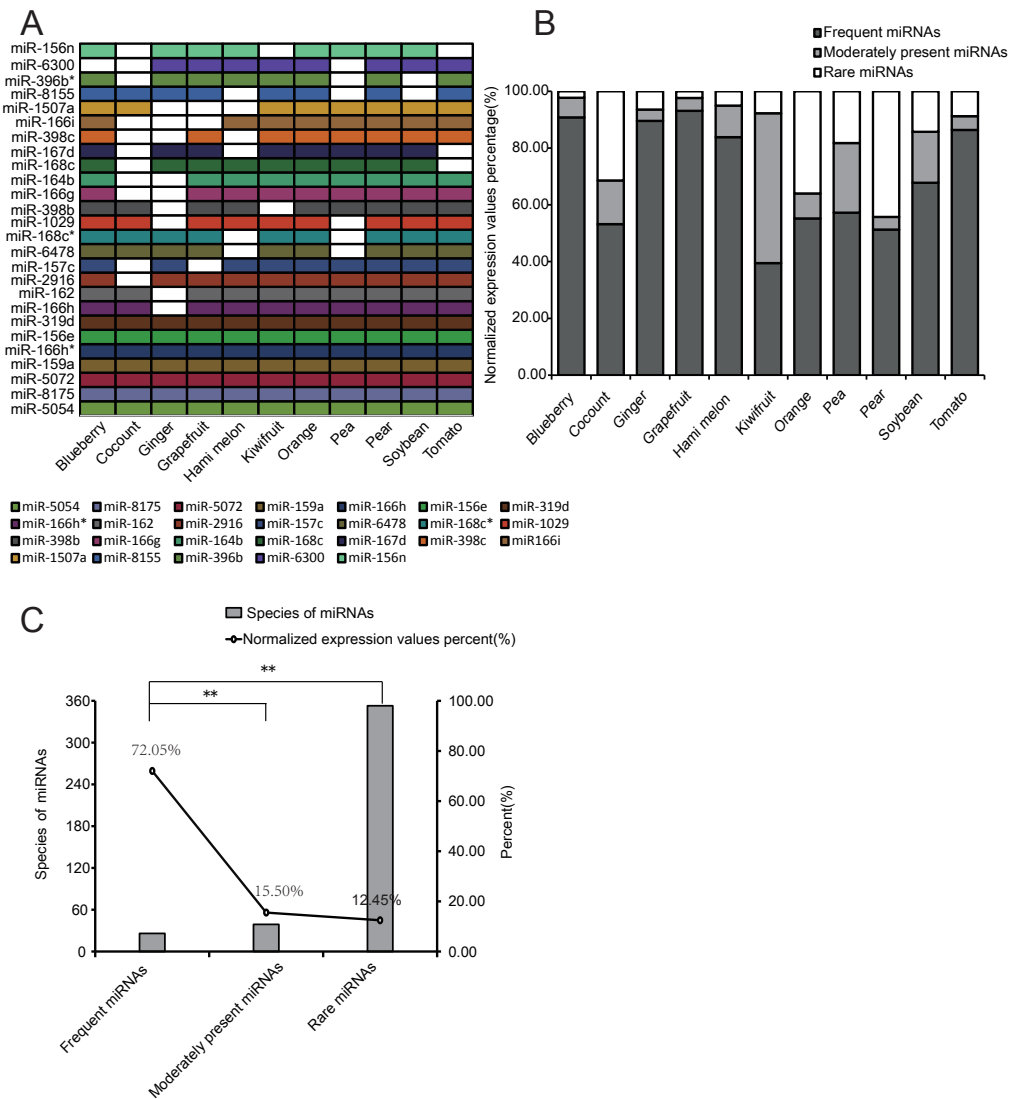 A
miR-156n
miR-6300
miR-396b*
miR-8155
miR-1507a
miR-166i
miR-398c
miR-167d
miR-168c
miR-164b
miR-166g
miR-398b
miR-1029
miR-168c*
miR-6478
miR-157c
miR-2916
miR-162
miR-166h
miR-319d
miR-156e
miR-166h*
miR-159a
miR-5072
miR-8175
miR-5054
Blueberry
Cocount
Ginger
Grapefruit
Hami melon
Kiwifruit
Orange
Pea
Pear
Soybean
Tomato
miR-5054 miR-8175 miR-5072 miR-159a miR-166h miR-156e miR-319d
miR-166h* miR-162 miR-2916 miR-157c miR-6478 miR-168c* miR-1029
miR-398b miR-166g miR-164b miR-168c miR-167d miR-398c miR166i
miR-1507a miR-8155 miR-396b miR-6300 miR-156n
B
Frequent miRNAs
Moderately present miRNAs
Rare miRNAs
Normalized expression values percentage(%)
100.00
80.00
60.00
40.00
20.00
0.00
Blueberry
Cocount
Ginger
Grapefruit
Hami melon
Kiwifruit
Orange
Pea
Pear
Soybean
Tomato
C
Species of miRNAs
Normalized expression values percent(%)
**
**
Species of miRNAs
360
300
240
180
120
60
0
72.05%
15.50%
12.45%
100.00
80.00
60.00
40.00
20.00
0.00
Percent(%)
Frequent miRNAs
Moderately present miRNAs
Rare miRNAs